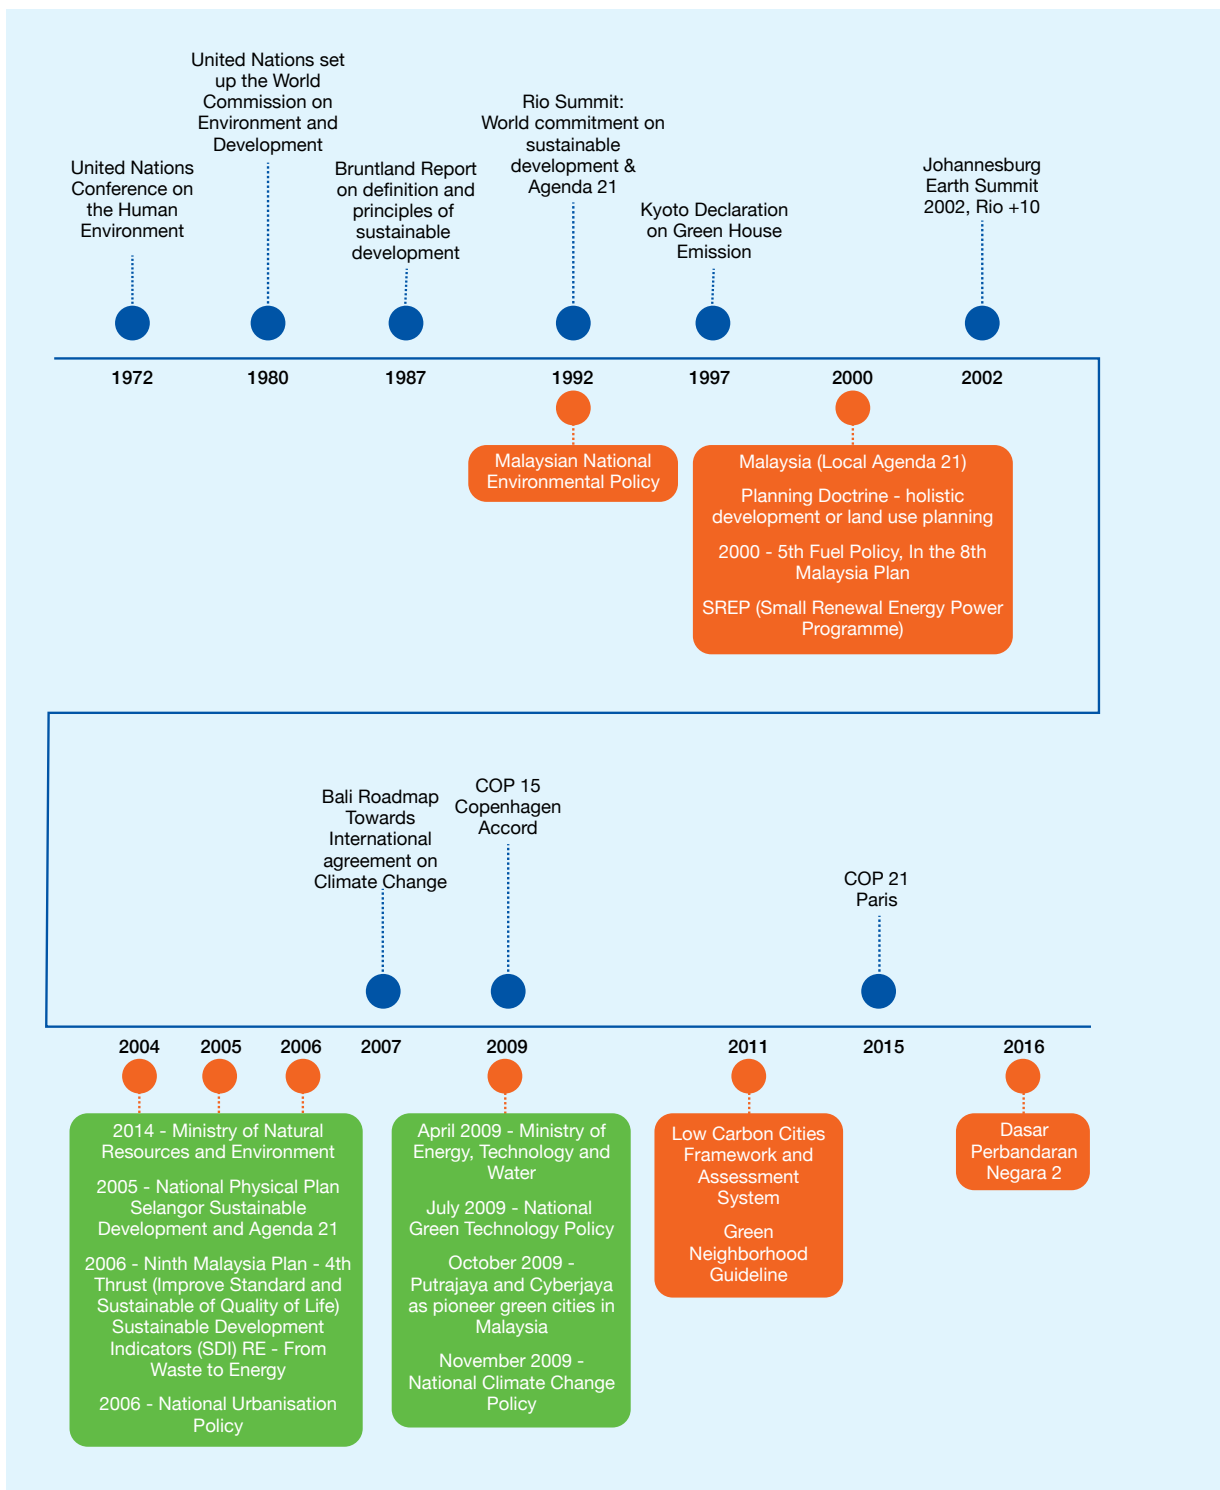 United Nations
Conference on
the Human
Environment
United Nations set
up the World
Commission on
Environment and
Development
Bruntland Report
on definition and
principles of
sustainable
development
Rio Summit:
World commitment on
sustainable
development &
Agenda 21
Kyoto Declaration
on Green House
Emission
Johannesburg
Earth Summit
2002, Rio +10
1972
1980
1987
1992
1997
2000
2002
Malaysian National
Environmental Policy
Malaysia (Local Agenda 21)
Planning Doctrine - holistic
development or land use planning
2000 - 5th Fuel Policy, In the 8th
Malaysia Plan
SREP (Small Renewal Energy Power
Programme)
Bali Roadmap
Towards
International
agreement on
Climate Change
COP 15
Copenhagen
Accord
COP 21
Paris
2004
2005
2006
2007
2009
2011
2015
2016
2014 - Ministry of Natural
Resources and Environment
2005 - National Physical Plan
Selangor Sustainable
Development and Agenda 21
2006 - Ninth Malaysia Plan - 4th
Thrust (Improve Standard and
Sustainable of Quality of Life)
Sustainable Development
Indicators (SDI) RE - From
Waste to Energy
2006 - National Urbanisation
Policy
April 2009 - Ministry of
Energy, Technology and
Water
July 2009 - National
Green Technology Policy
October 2009 -
Putrajaya and Cyberjaya
as pioneer green cities in
Malaysia
November 2009 -
National Climate Change
Policy
Low Carbon Cities
Framework and
Assessment
System
Green
Neighborhood
Guideline
Dasar
Perbandaran
Negara 2